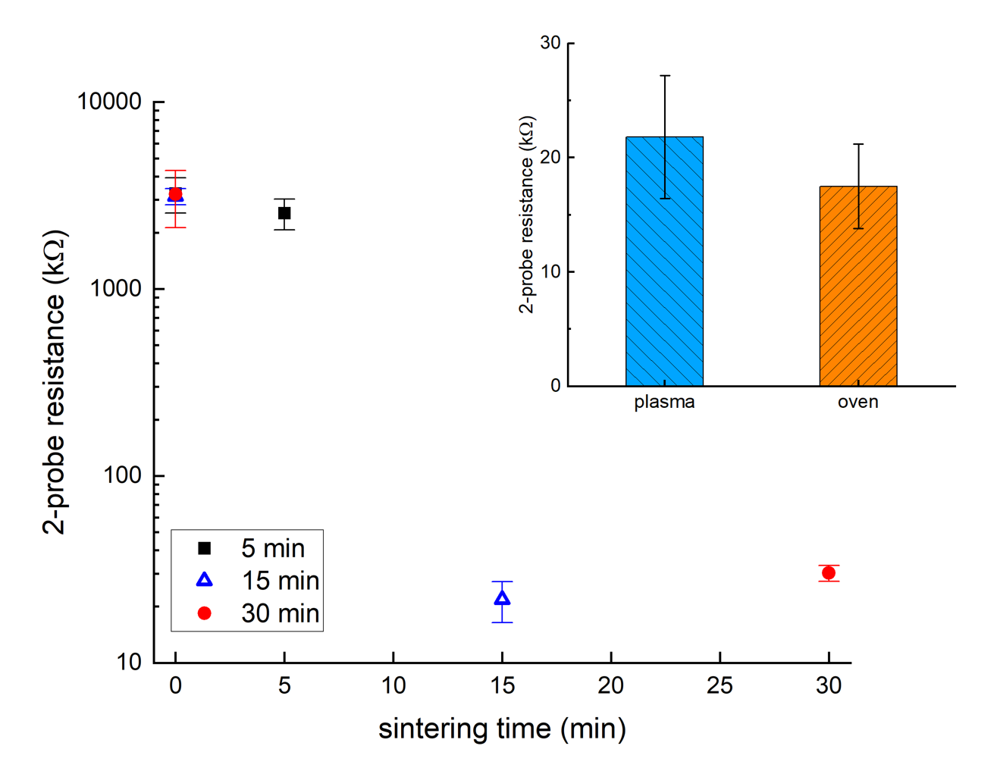 30
20
10
0
2-probe resistance (kΩ)
plasma
oven
10000
1000
100
10
2-probe resistance (kΩ)
5 min
15 min
30 min
0
5
10
15
20
25
30
sintering time (min)